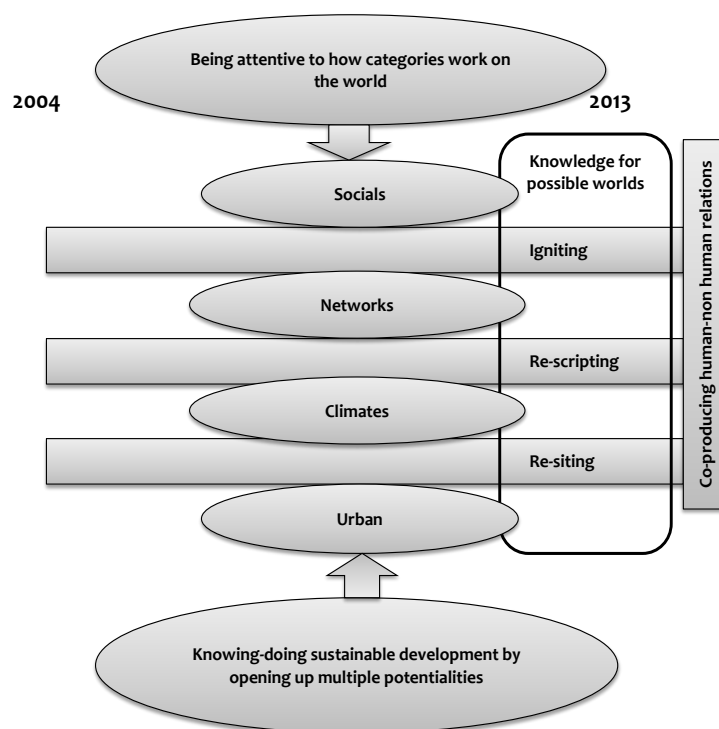 Being attentive to how categories work on
the world
2004
2013
Knowledge for
possible worlds
Socials
Igniting
Networks
Re-scripting
Climates
Re-siting
Urban
Co-producing human-non human relations
Knowing-doing sustainable development by
opening up multiple potentialities